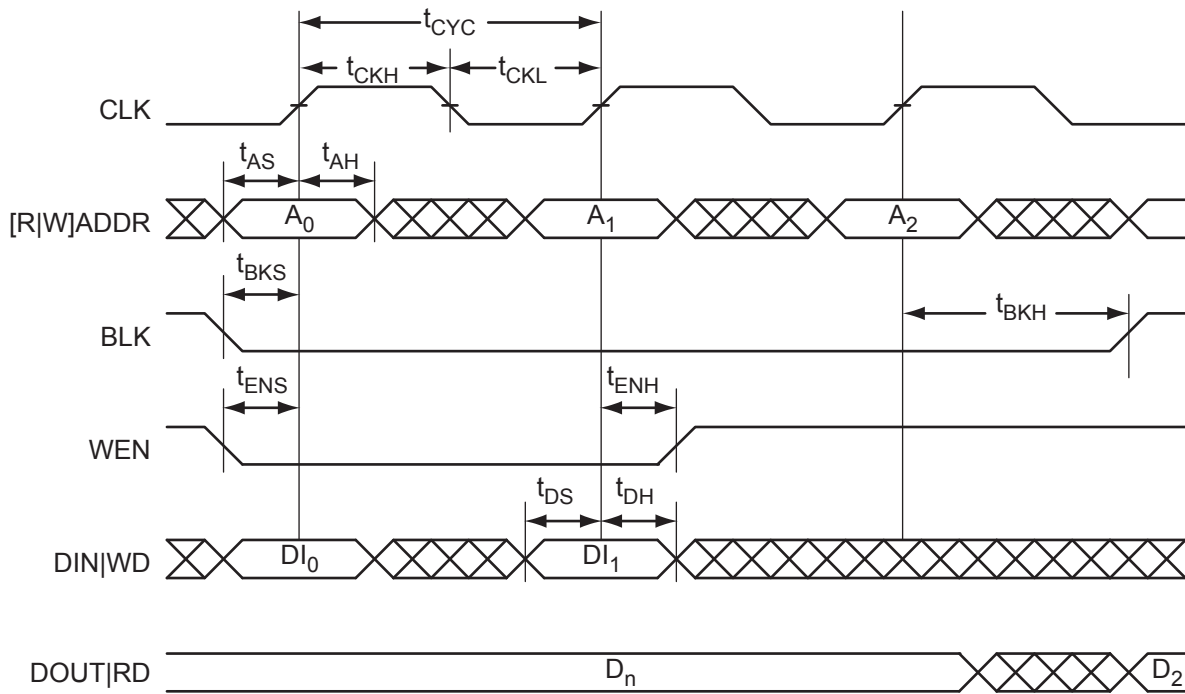 tCYC
tCKH tCKL
CLK
tAS tAH
[R|W]ADDR A0 A1 A2
tBKS
tBKH
BLK
tENS tENH
WEN
tDS tDH
DIN|WD DI0 DI1
DOUT|RD Dn D2